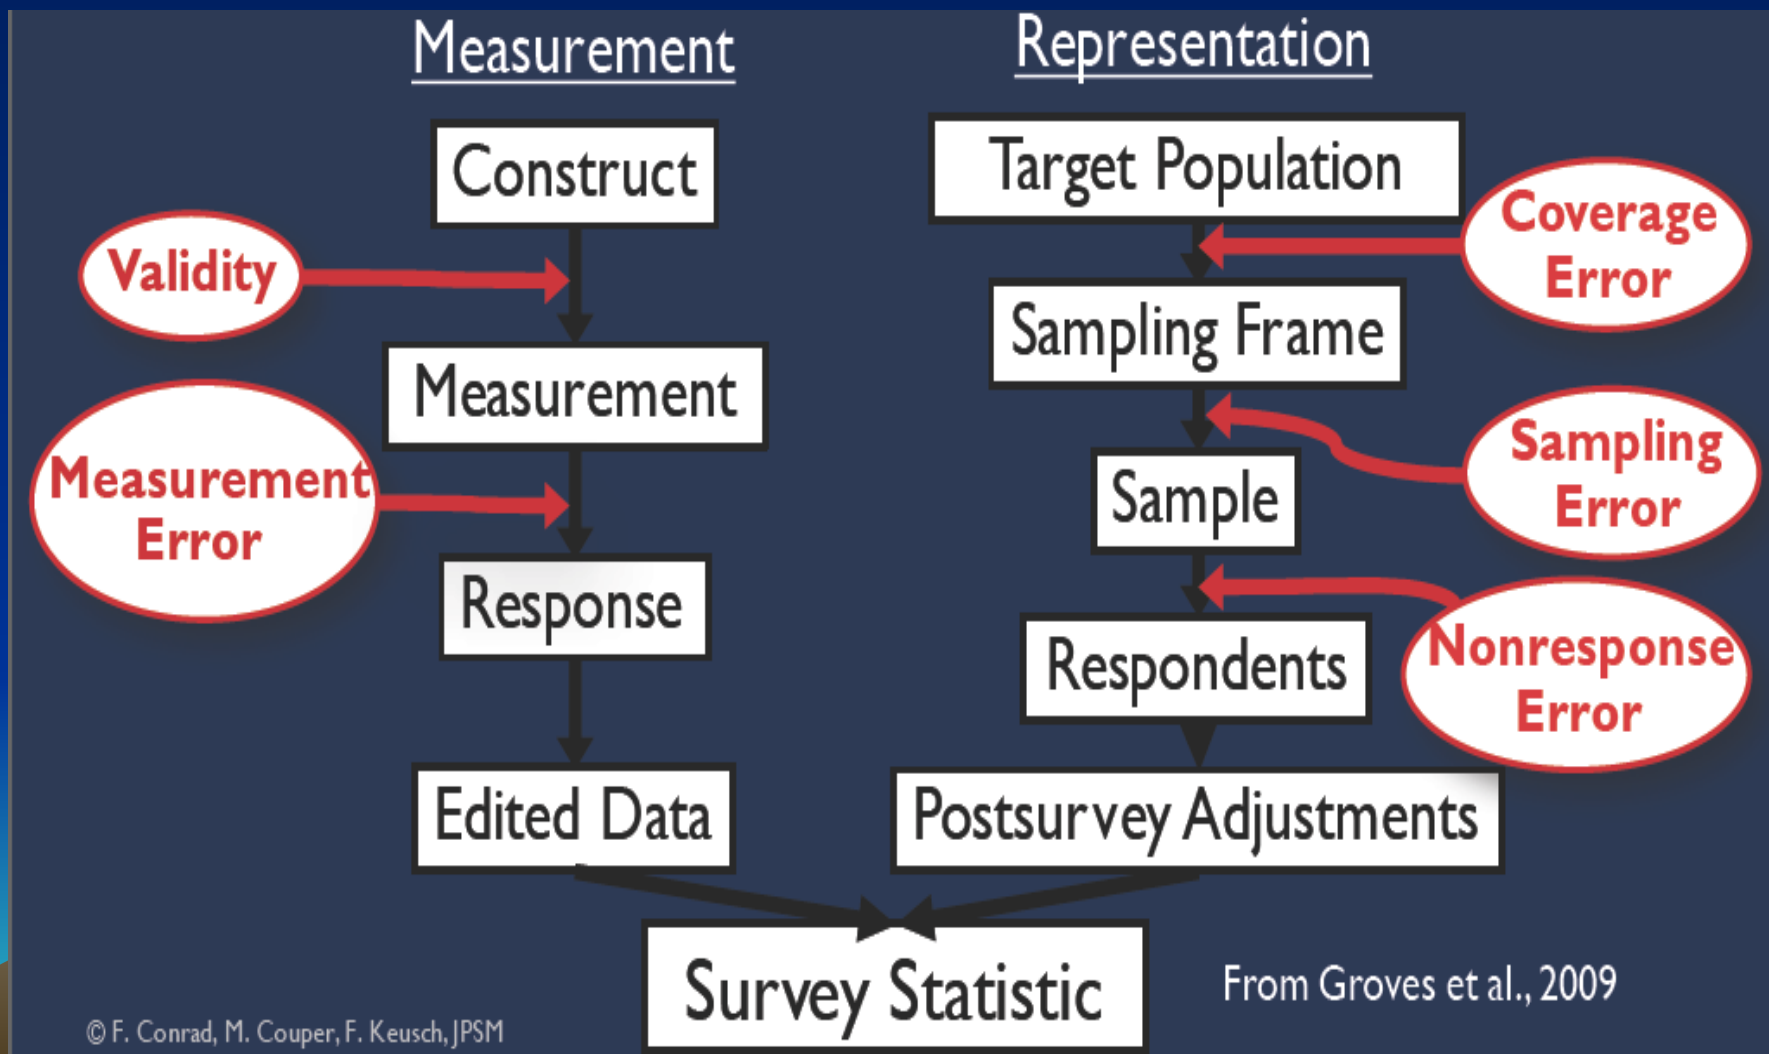 Measurement
Construct
Validity
Measurement
Measurement
Error
Response
Edited Data
Representation
Target Population
Coverage
Error
Sampling Frame
Sampling
Error
Sample
Nonresponse
Error
Respondents
Postsurvey Adjustments
Survey Statistic
From Groves et al., 2009
© F. Conrad, M. Couper, F. Keusch, JPSM